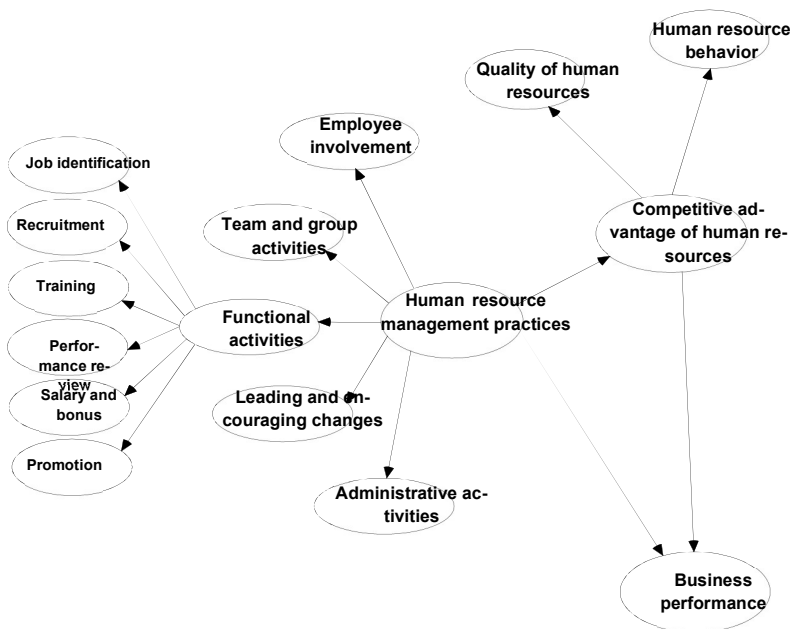 Human resource
behavior
Quality of human
resources
Employee
involvement
Job identification
Recruitment
Team and group
activities
Competitive ad-
vantage of human re-
sources
Training
Functional
activities
Human resource
management practices
Perfor-
mance re-
view
Salary and
bonus
Leading and en-
couraging changes
Promotion
Administrative ac-
tivities
Business
performance